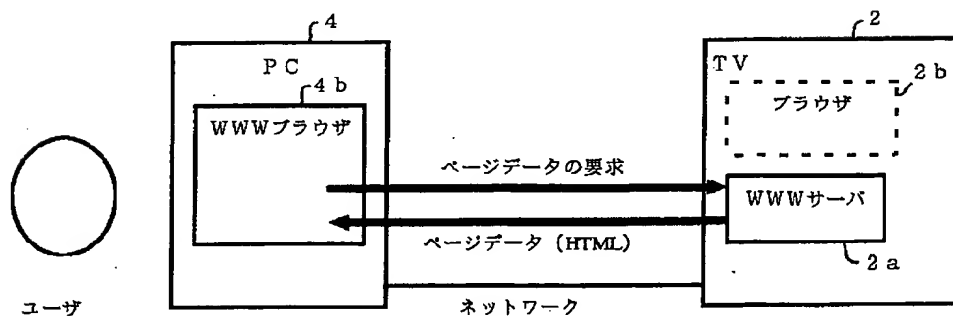 4
2
ＰＣ
ＴＶ
4ｂ
2ｂ
ＷＷＷブラウザ
ブラウザ
ページデータの要求
ＷＷＷサーバ
ページデータ（HTML）
2ａ
ユーザ
ネットワーク